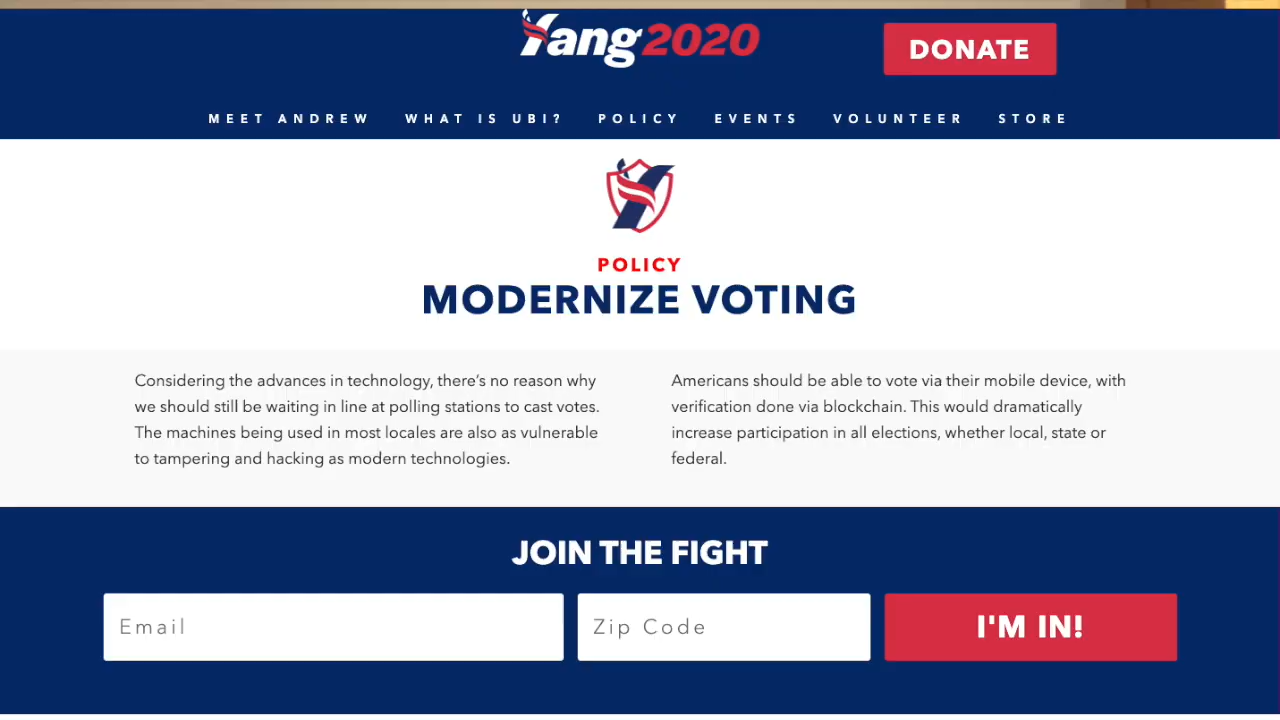 Yang2020
DONATE
MEET ANDREW WHAT IS UBI? POLICY EVENTS VOLUNTEER STORE
POLICY
MODERNIZE VOTING
Considering the advances in technology, there's no reason why
we should still be waiting in line at polling stations to cast votes.
The machines being used in most locales are also as vulnerable
to tampering and hacking as modern technologies.
Americans should be able to vote via their mobile device, with
verification done via blockchain. This would dramatically
increase participation in all elections, whether local, state or
federal.
JOIN THE FIGHT
Email
Zip Code
I'M IN!